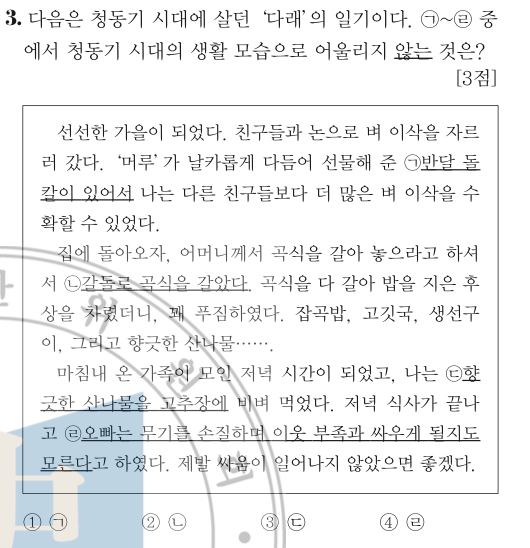 3. 다음은 청동기 시대에 살던 '다래'의 일기이다. ㉠~㉣ 중
에서 청동기 시대의 생활 모습으로 어울리지 않는 것은?
[3점]
선선한 가을이 되었다. 친구들과 논으로 벼 이삭을 자르
러 갔다. '머루'가 날카롭게 다듬어 선물해 준 ㉠반달 돌
칼이 있어서 나는 다른 친구들보다 더 많은 벼 이삭을 수
확할 수 있었다.
집에 돌아오자, 어머니께서 곡식을 갈아 놓으라고 하셔
서 ㉡갈돌로 곡식을 갈았다. 곡식을 다 갈아 밥을 지은 후
상을 차렸더니, 꽤 푸짐하였다. 잡곡밥, 고깃국, 생선구
이, 그리고 향긋한 산나물…….
마침내 온 가족이 모인 저녁 시간이 되었고, 나는 ㉢향
긋한 산나물을 고추장에 비벼 먹었다. 저녁 식사가 끝나
고 ㉣오빠는 무기를 손질하며 이웃 부족과 싸우게 될지도
모른다고 하였다. 제발 싸움이 일어나지 않았으면 좋겠다.
① ㉠ ② ㉡ ③ ㉢ ④ ㉣